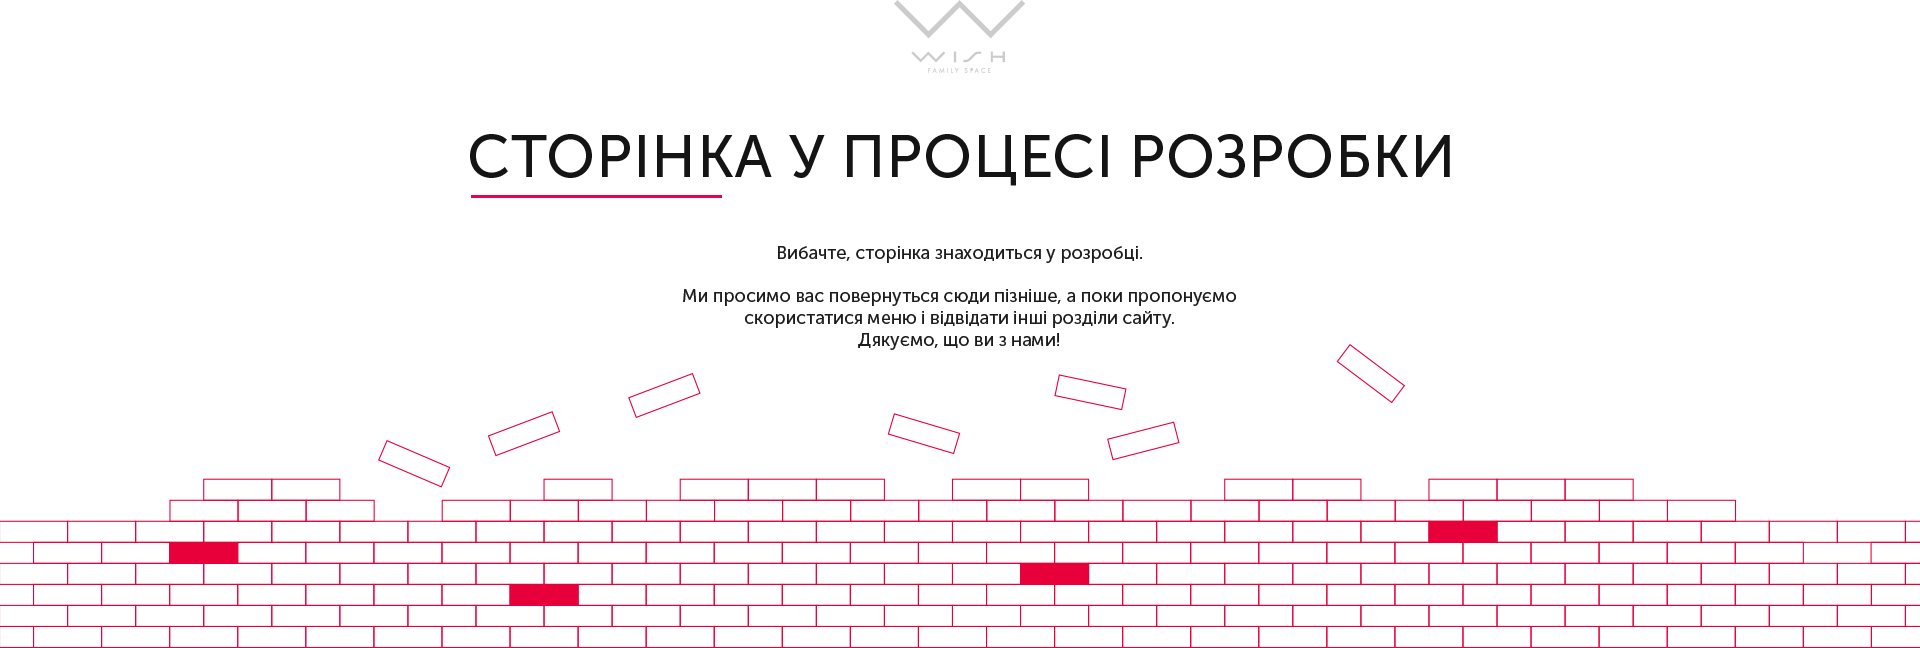 WISH
FAMILY SPACE
СТОРІНКА У ПРОЦЕСІ РОЗРОБКИ
Вибачте, сторінка знаходиться у розробці.
Ми просимо вас повернуться сюди пізніше, а поки пропонуємо
скористатися меню і відвідати інші розділи сайту.
Дякуємо, що ви з нами!